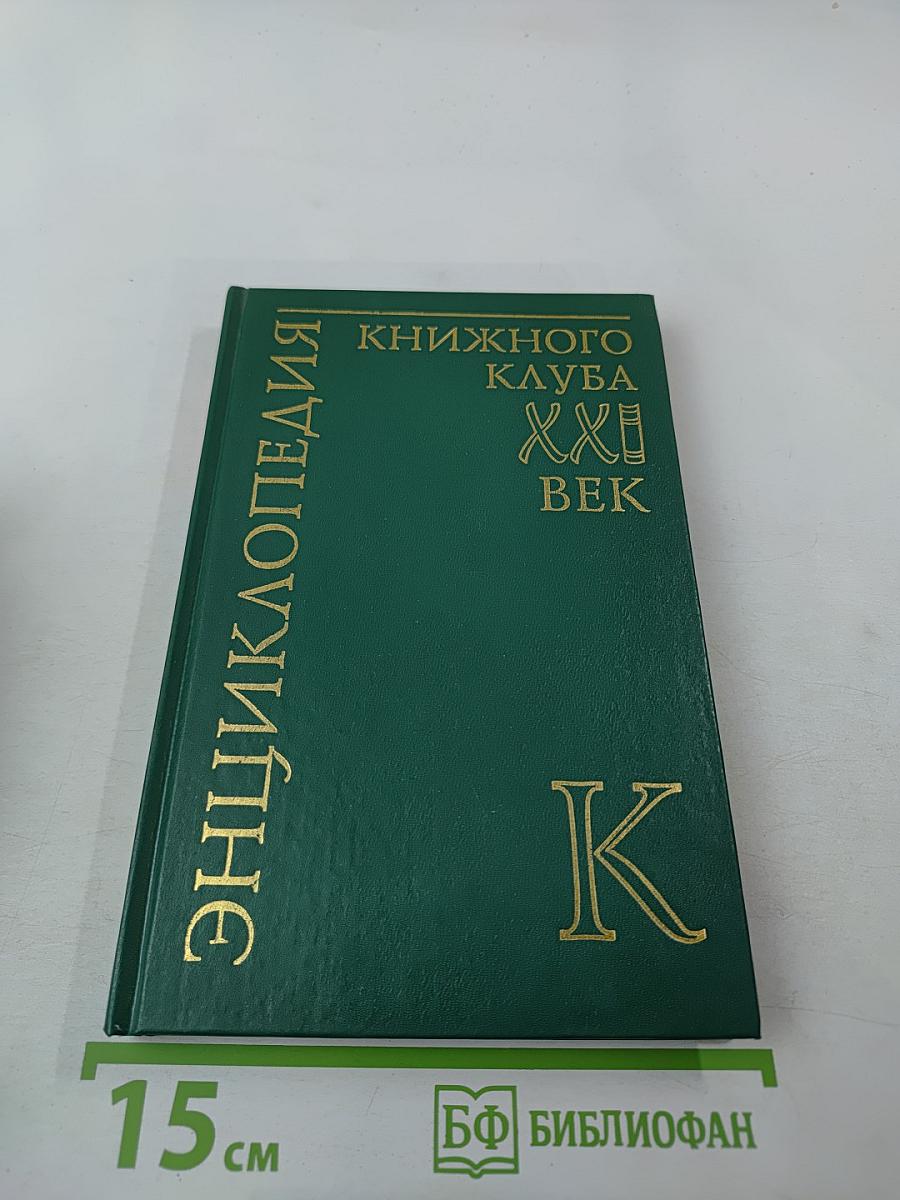 ЭНЦИКЛОПЕДИЯ
КНИЖНОГО
КЛУБА
XXI
ВЕК
К
15 см
БФ БИБЛИОФАН